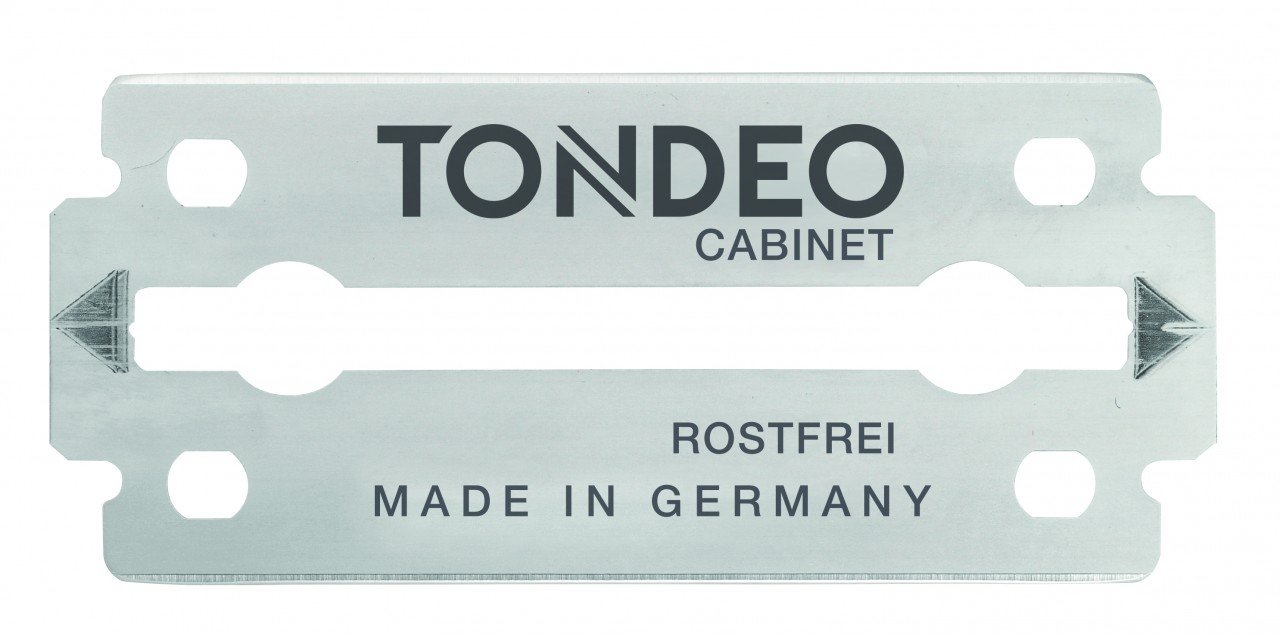 TONDEO
CABINET
ROSTFREI
MADE IN GERMANY